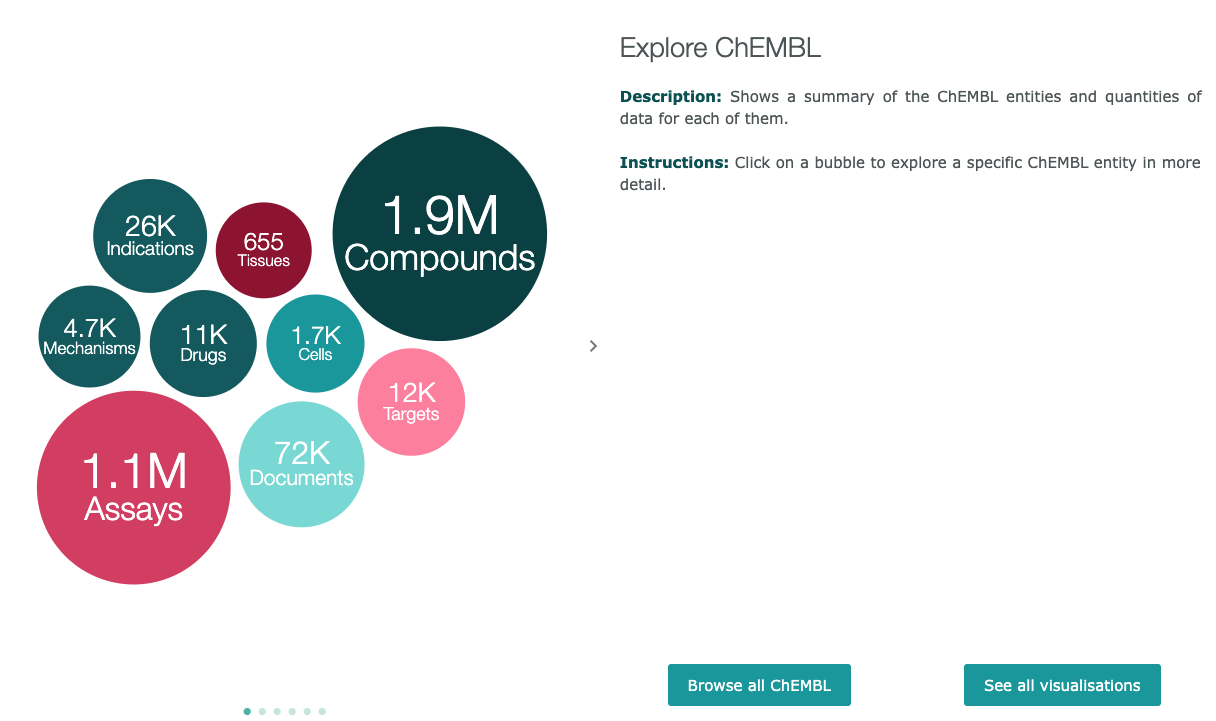 Explore ChEMBL
Description: Shows a summary of the ChEMBL entities and quantities of
data for each of them.
Instructions: Click on a bubble to explore a specific ChEMBL entity in more
detail.
1.9M
Compounds
26K
Indications
655
Tissues
4.7K
Mechanisms
11K
Drugs
1.7K
Cells
12K
Targets
1.1M
Assays
72K
Documents
Browse all ChEMBL
See all visualisations